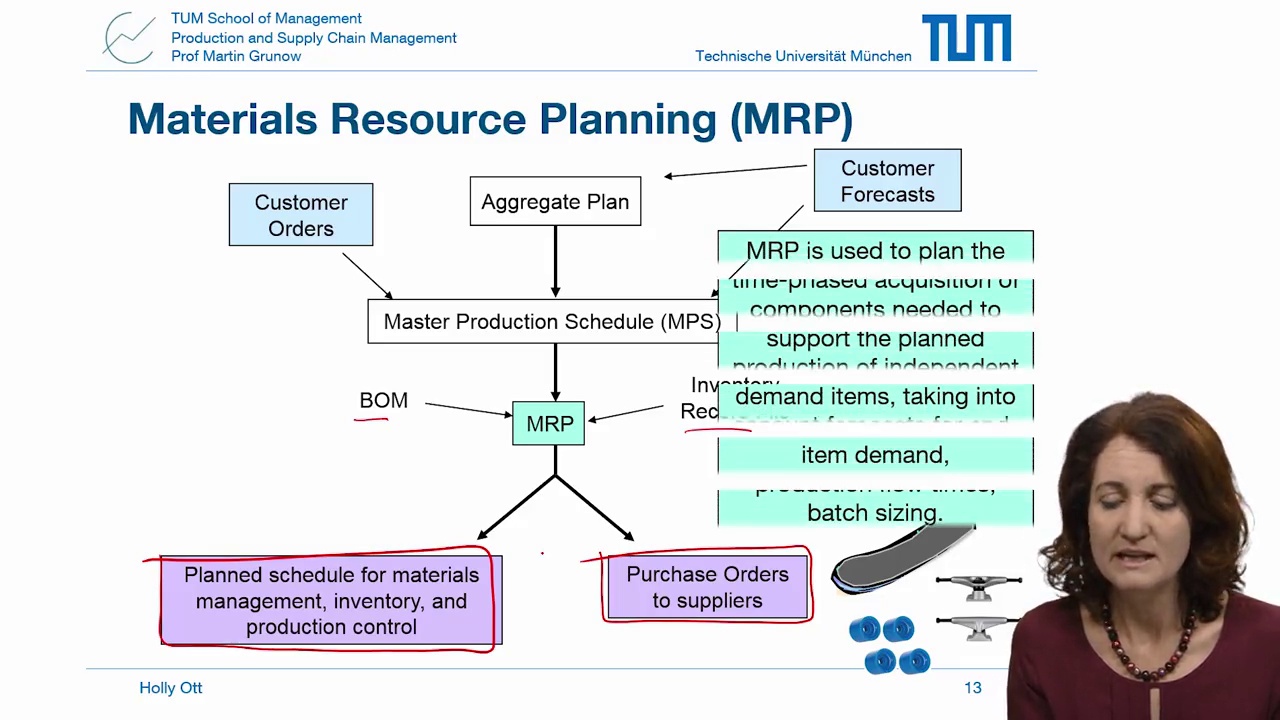 TUM School of Management
Production and Supply Chain Management
Prof Martin Grunow
Technische Universität München
TUM
Materials Resource Planning (MRP)
Customer
Orders
Aggregate Plan
Customer
Forecasts
MRP is used to plan the
time-phased acquisition of
components needed to
support the planned
production of independent
demand items, taking into
item demand,
production flow times,
batch sizing.
Master Production Schedule (MPS)
BOM
MRP
Inventory
Planned schedule for materials
management, inventory, and
production control
Purchase Orders
to suppliers
Holly Ott
13